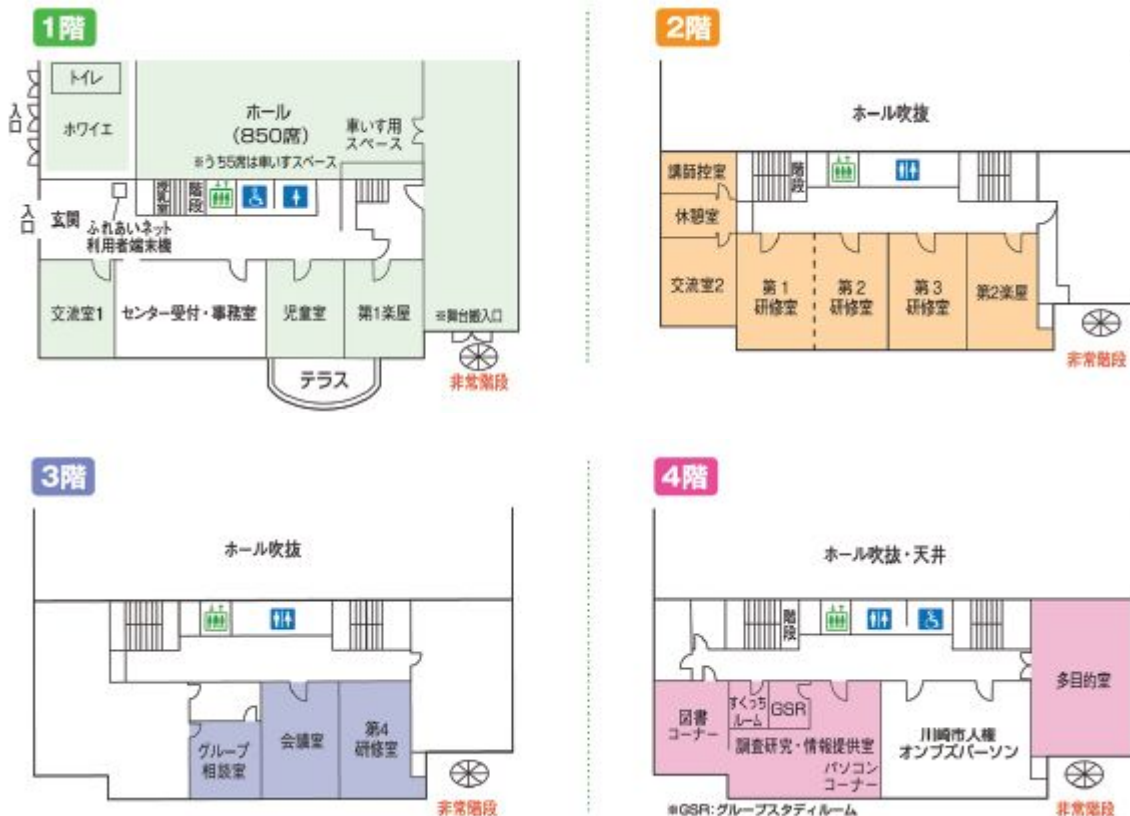 1階
トイレ
ホワイエ
入口
ホール
(850席)
※うち5席は車いすスペース
車いす用
スペース
授乳室
階段
入口
玄関
ふれあいネット
利用者端末機
交流室1
センター受付・事務室
児童室
第1楽屋
※舞台搬入口
テラス
非常階段
2階
ホール吹抜
講師控室
階段
休憩室
交流室2
第1
研修室
第2
研修室
第3
研修室
第2楽屋
非常階段
3階
ホール吹抜
グループ
相談室
会議室
第4
研修室
非常階段
4階
ホール吹抜・天井
階段
多目的室
図書
コーナー
すくっち
ルーム
GSR
調査研究・情報提供室
パソコン
コーナー
川崎市人権
オンブズパーソン
※GSR:グループスタディルーム
非常階段